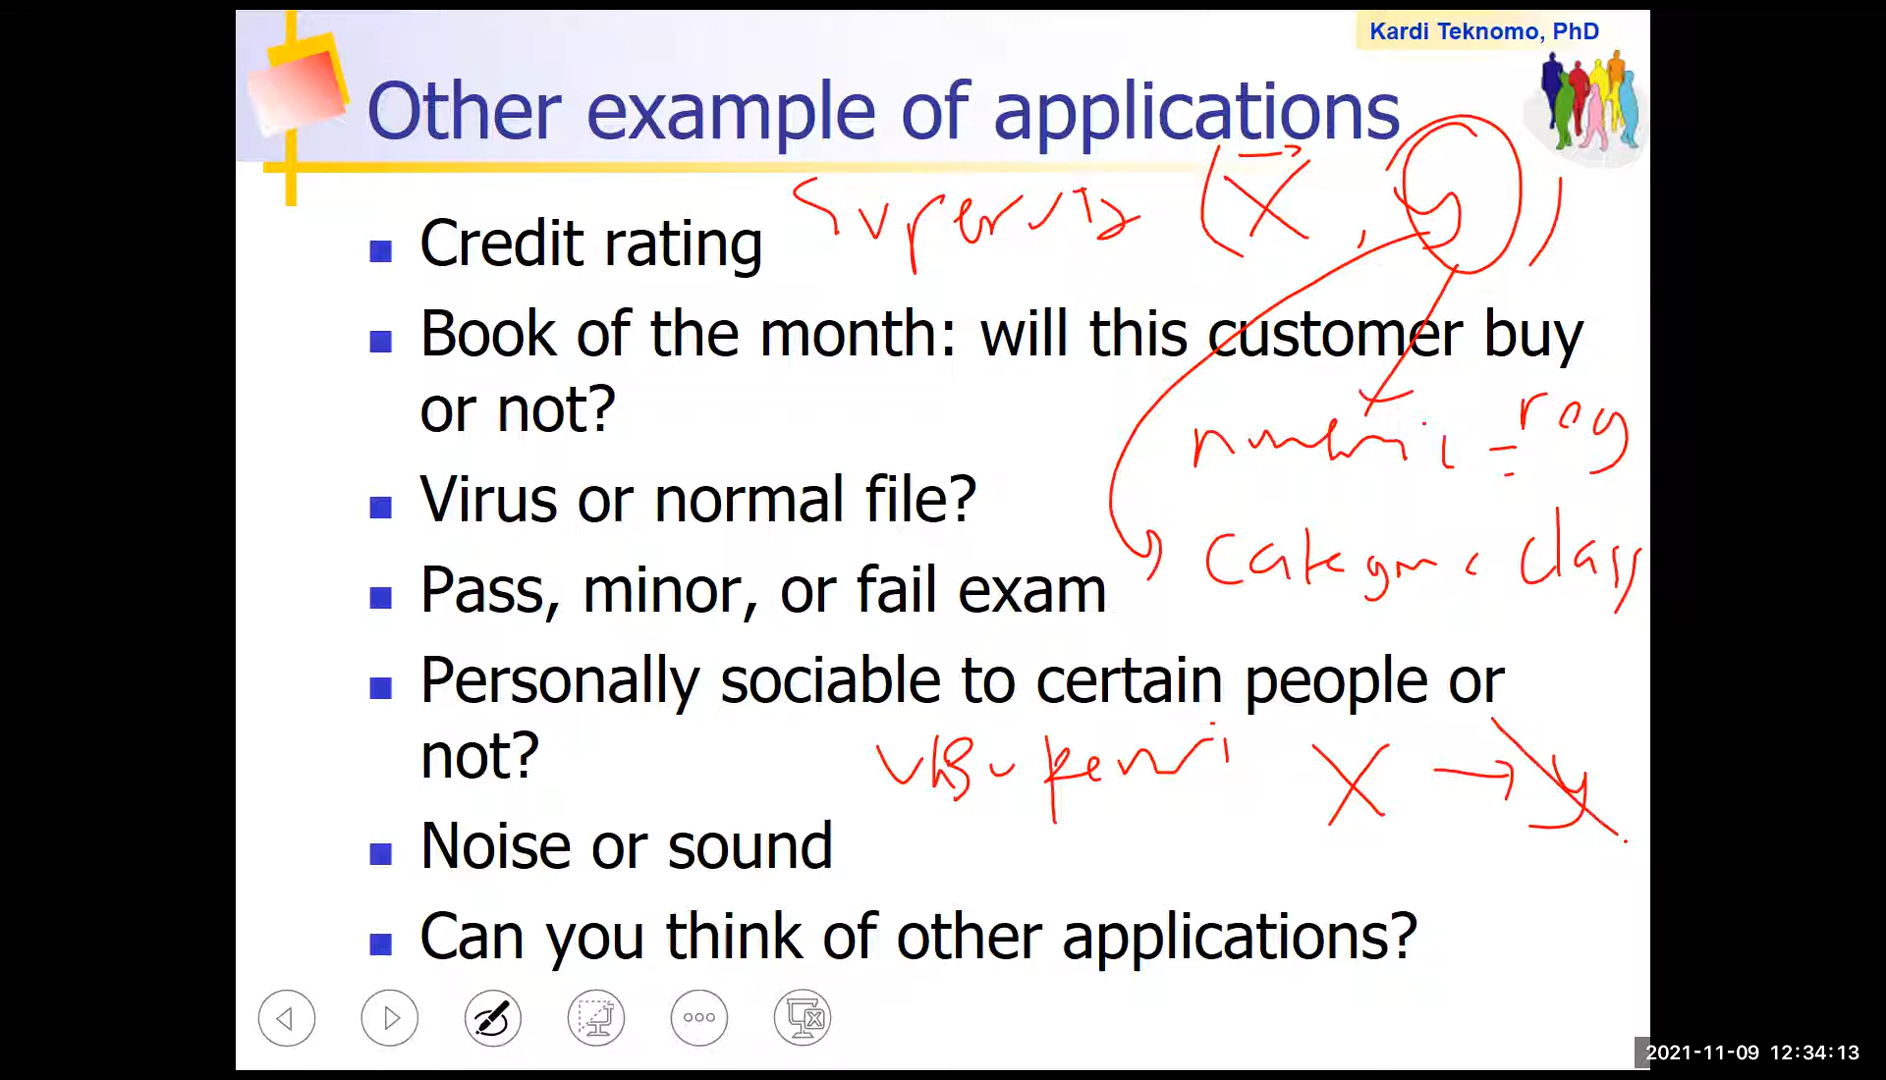 Kardi Teknomo, PhD
Other example of applications
Supervis (X, y)
Credit rating
Book of the month: will this customer buy
or not?
numeric = reg
Virus or normal file?
class
Pass, minor, or fail exam
Personally sociable to certain people or
not?
X → y
Noise or sound
Can you think of other applications?
2021-11-09 12:34:13